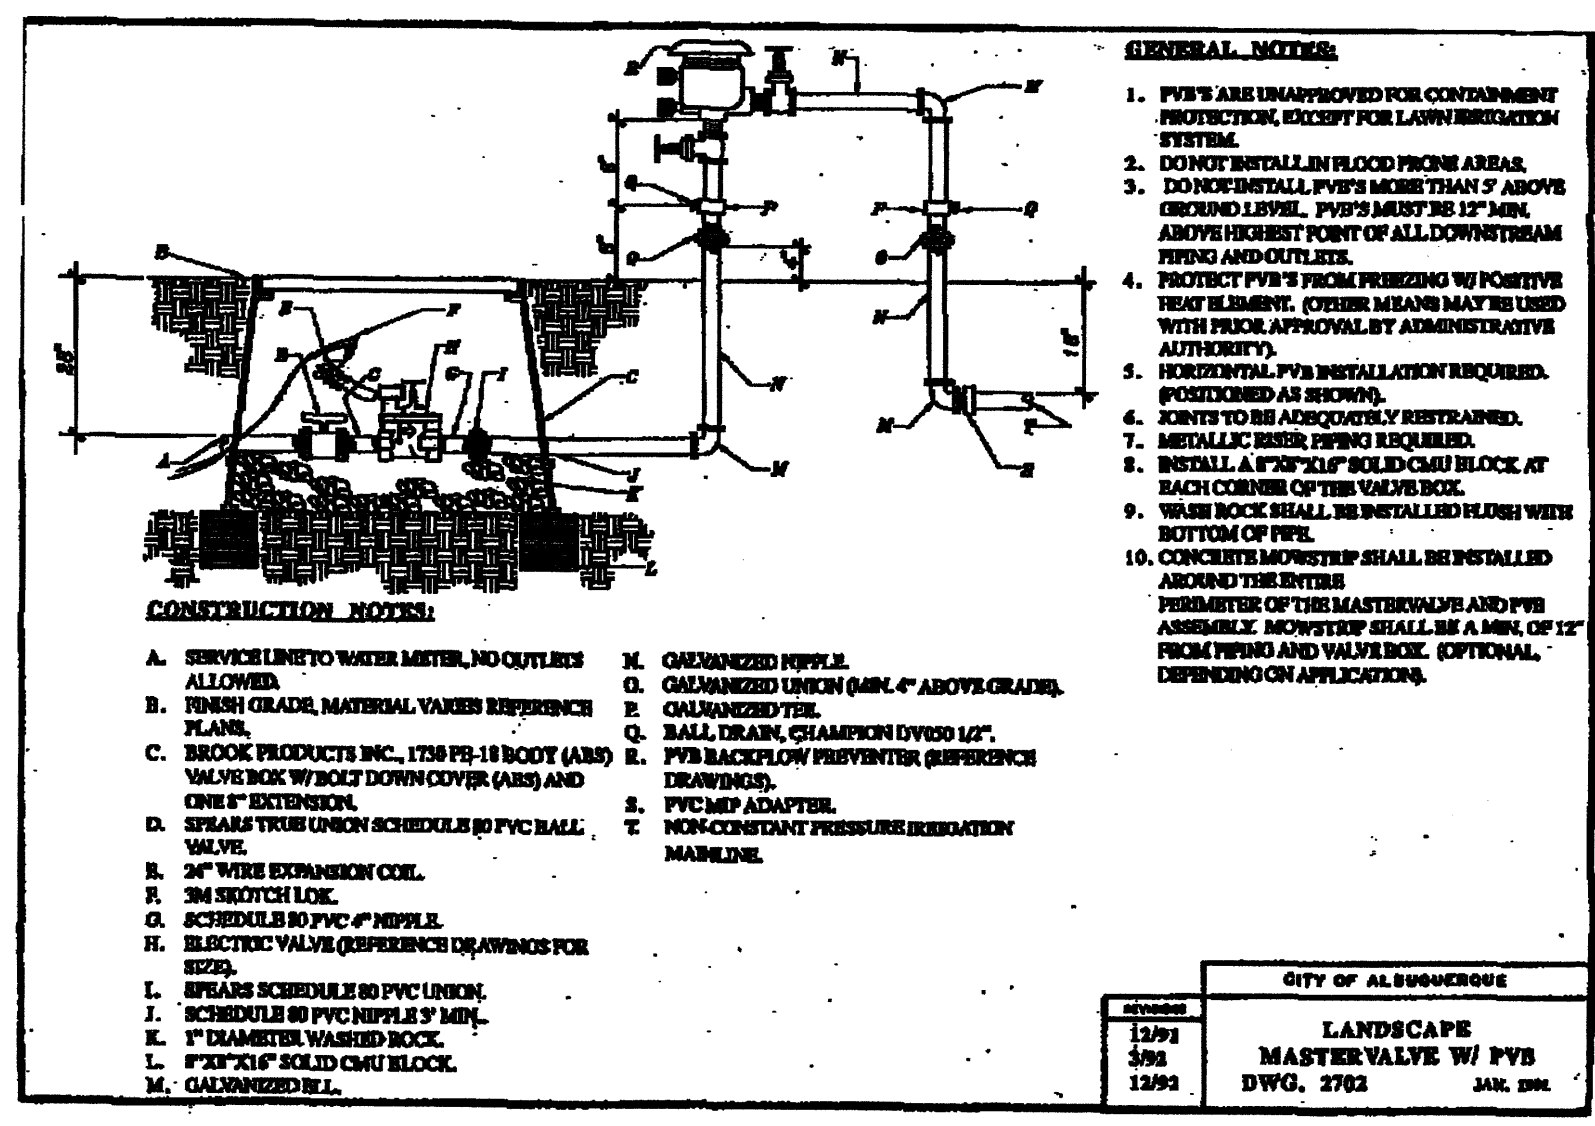 GENERAL NOTES:
1. PVB'S ARE UNAPPROVED FOR CONTAINMENT
PROTECTION, EXCEPT FOR LAWN IRRIGATION
SYSTEM.
2. DO NOT INSTALL IN FLOOD PRONE AREAS.
3. DO NOT INSTALL PVB'S MORE THAN 5' ABOVE
GROUND LEVEL. PVB'S MUST BE 12" MIN.
ABOVE HIGHEST POINT OF ALL DOWNSTREAM
PIPING AND OUTLETS.
4. PROTECT PVB'S FROM FREEZING W/ POSITIVE
HEAT ELEMENT. (OTHER MEANS MAY BE USED
WITH PRIOR APPROVAL BY ADMINISTRATIVE
AUTHORITY).
5. HORIZONTAL PVB INSTALLATION REQUIRED.
(POSITIONED AS SHOWN).
6. JOINTS TO BE ADEQUATELY RESTRAINED.
7. METALLIC RISER PIPING REQUIRED.
8. INSTALL A 8"X8"X16" SOLID CMU BLOCK AT
EACH CORNER OF THE VALVE BOX.
9. WASH ROCK SHALL BE INSTALLED FLUSH WITH
BOTTOM OF PIPE.
10. CONCRETE MOWSTRIP SHALL BE INSTALLED
AROUND THE ENTIRE
PERIMETER OF THE MASTERVALVE AND PVB
ASSEMBLY. MOWSTRIP SHALL BE A MIN. OF 12"
FROM PIPING AND VALVE BOX. (OPTIONAL,
DEPENDING ON APPLICATION).
R
N
M
P
Q
P
Q
O
O
B
E
F
D
G
H
G
I
C
N
N
M
S
T
18"
A
J
K
M
L
CONSTRUCTION NOTES:
A. SERVICE LINE TO WATER METER, NO OUTLETS
ALLOWED.
B. FINISH GRADE, MATERIAL VARIES REFERENCE
PLANS.
C. BROOK PRODUCTS INC., 1730 PB-18 BODY (ABS)
VALVE BOX W/ BOLT DOWN COVER (ABS) AND
ONE 8" EXTENSION.
D. SPEARS TRUE UNION SCHEDULE 80 PVC BALL
VALVE.
E. 24" WIRE EXPANSION COIL.
F. 3M SKOTCH LOK.
G. SCHEDULE 80 PVC 4" NIPPLE.
H. ELECTRIC VALVE (REFERENCE DRAWINGS FOR
SIZE).
I. SPEARS SCHEDULE 80 PVC UNION.
J. SCHEDULE 80 PVC NIPPLE 3' MIN.
K. 1" DIAMETER WASHED ROCK.
L. 8"X8"X16" SOLID CMU BLOCK.
M. GALVANIZED ELL.
N. GALVANIZED NIPPLE.
O. GALVANIZED UNION (MIN. 4" ABOVE GRADE).
P. GALVANIZED TEE.
Q. BALL DRAIN, CHAMPION DV050 1/2".
R. PVB BACKFLOW PREVENTER (REFERENCE
DRAWINGS).
S. PVC MIP ADAPTER.
T. NON-CONSTANT PRESSURE IRRIGATION
MAINLINE.
CITY OF ALBUQUERQUE
REVISIONS
12/91
3/92
12/92
LANDSCAPE
MASTERVALVE W/ PVB
DWG. 2702
JAN.